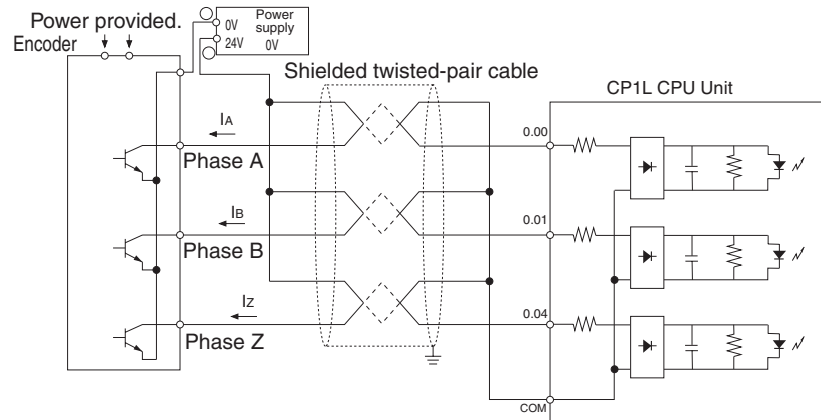 Power provided.
Encoder
0V
24V
Power
supply
0V
Shielded twisted-pair cable
CP1L CPU Unit
IA
Phase A
0.00
IB
Phase B
0.01
IZ
Phase Z
0.04
COM